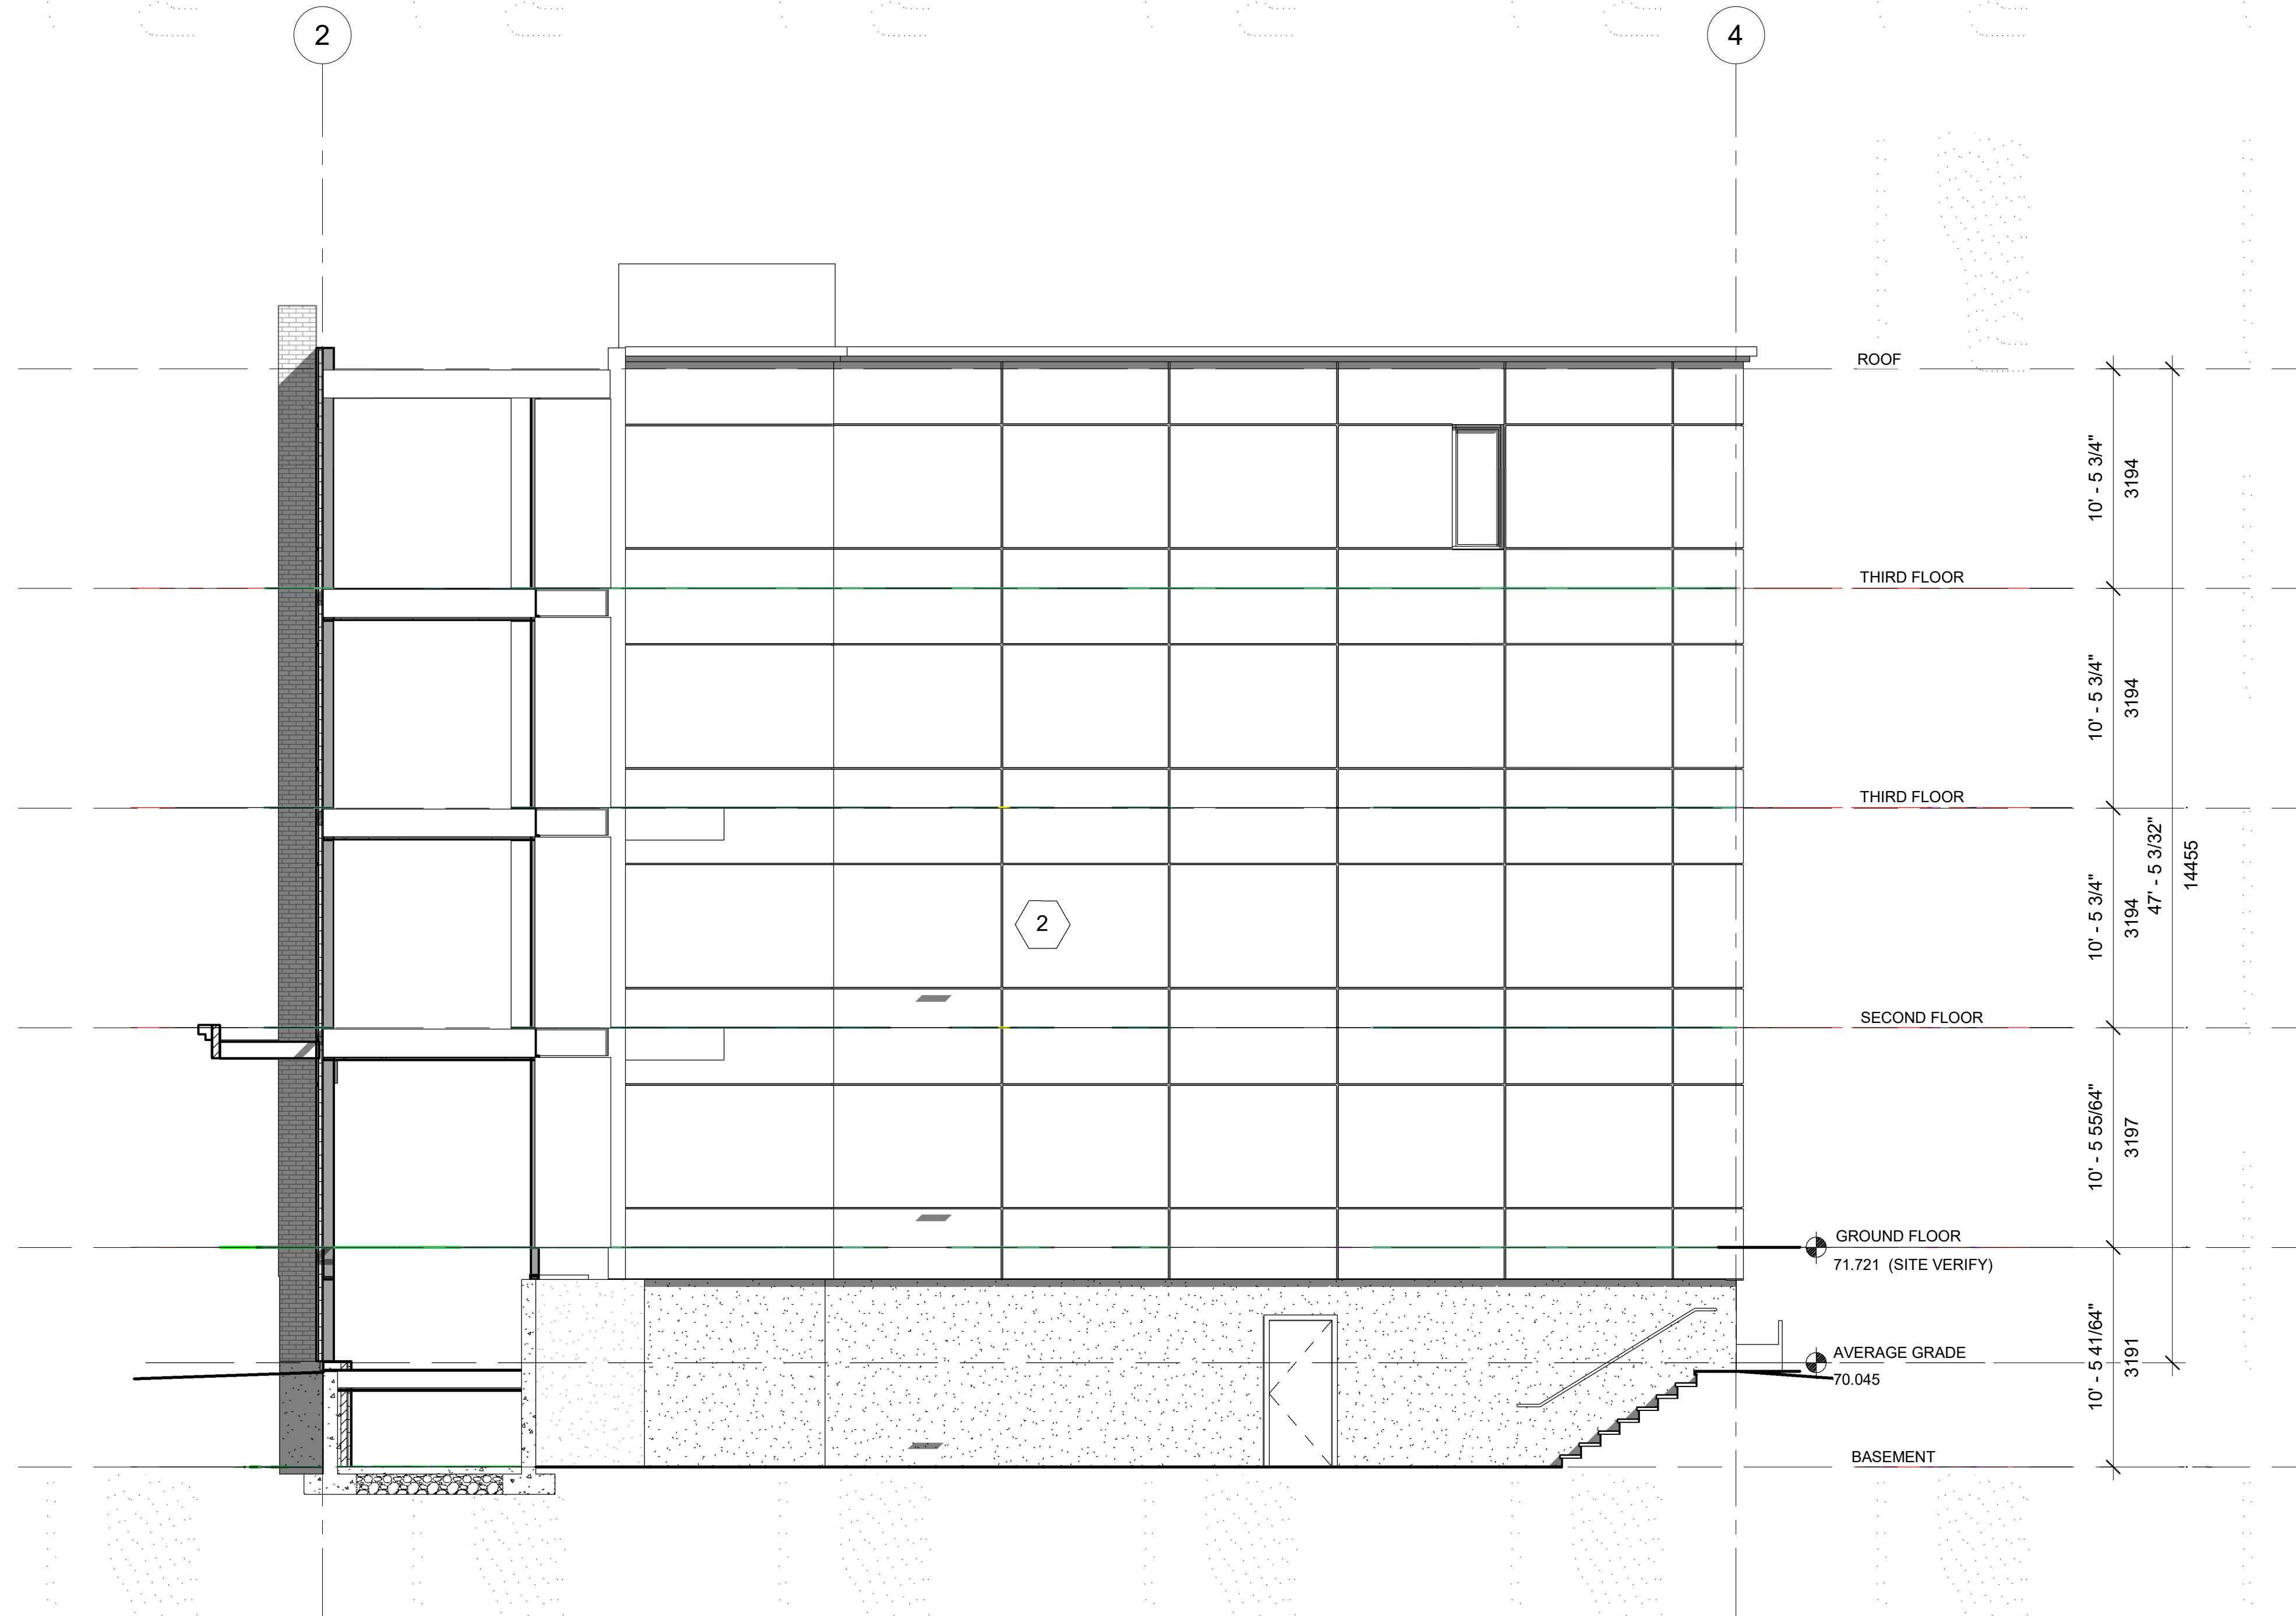 2
4
ROOF
10' - 5 3/4"
3194
THIRD FLOOR
10' - 5 3/4"
3194
THIRD FLOOR
10' - 5 3/4"
3194
47' - 5 3/32"
14455
2
SECOND FLOOR
10' - 5 55/64"
3197
GROUND FLOOR
71.721 (SITE VERIFY)
10' - 5 41/64"
3191
AVERAGE GRADE
70.045
BASEMENT